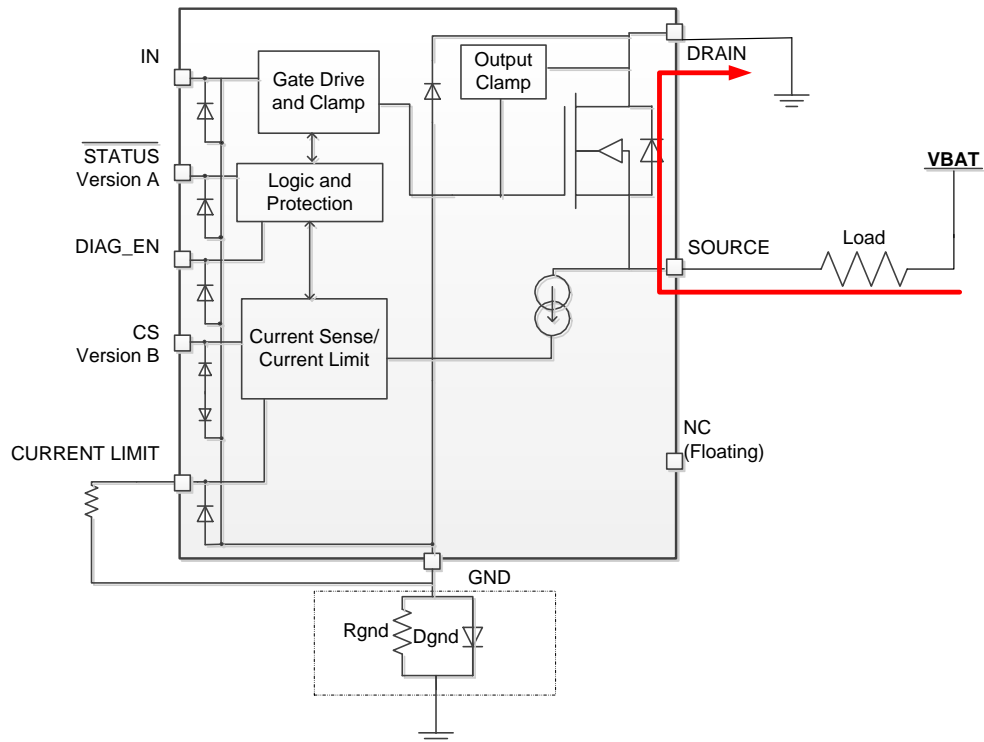 IN
Gate Drive
and Clamp
Output
Clamp
DRAIN
STATUS
Version A
Logic and
Protection
VBAT
DIAG_EN
SOURCE
Load
CS
Version B
Current Sense/
Current Limit
NC
(Floating)
CURRENT LIMIT
GND
Rgnd
Dgnd